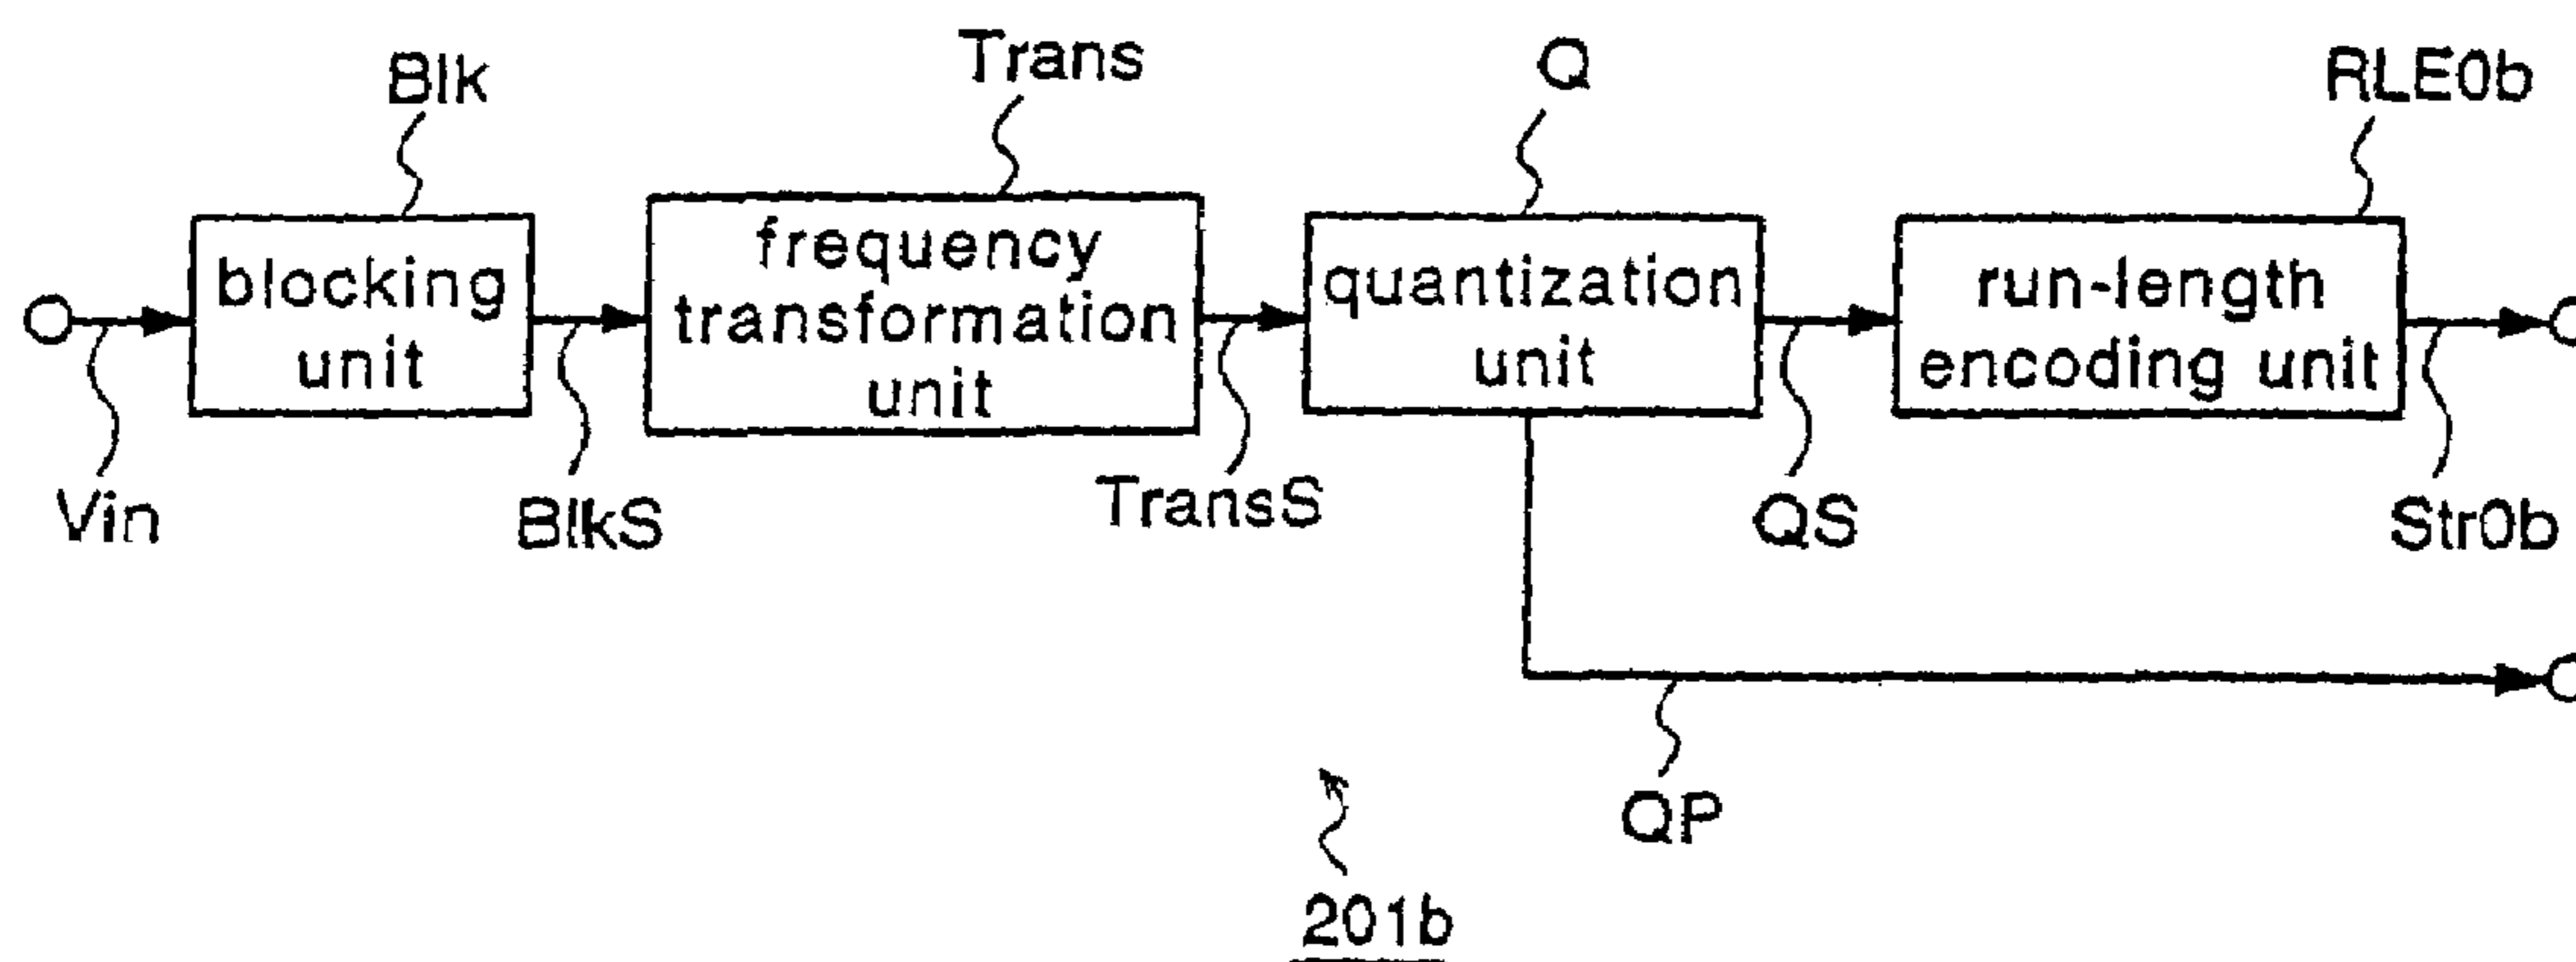 Blk
Trans
Q
RLE0b
blocking
unit
frequency
transformation
unit
quantization
unit
run-length
encoding unit
Vin
BlkS
TransS
QS
Str0b
QP
201b